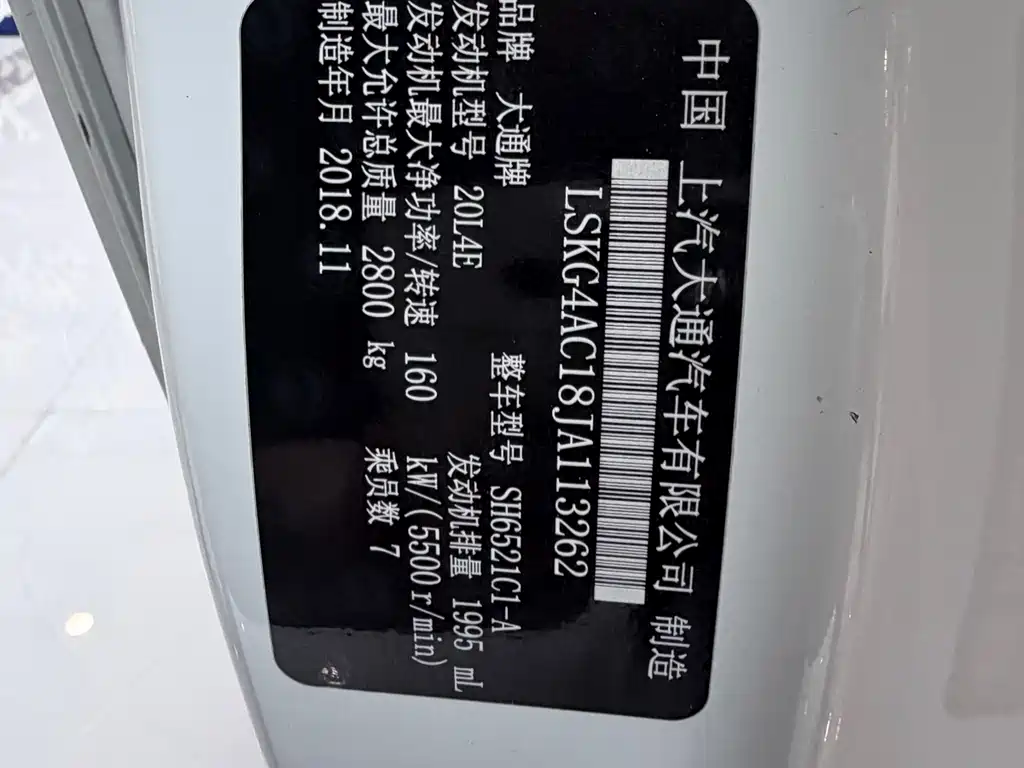 中国 上汽大通汽车有限公司 制造
LSKG4AC18JA113262
品牌 大通牌 整车型号 SH6521C1-A
发动机型号 20L4E 发动机排量 1995 mL
发动机最大净功率/转速 160 kW/(5500r/min)
最大允许总质量 2800 kg 乘员数 7
制造年月 2018.11